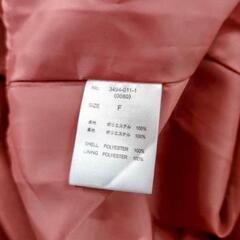 No. 3494-011-1
(0080)
SIZE F
表地 ポリエステル 100%
裏地 ポリエステル 100%
SHELL POLYESTER 100%
LINING POLYESTER 100%